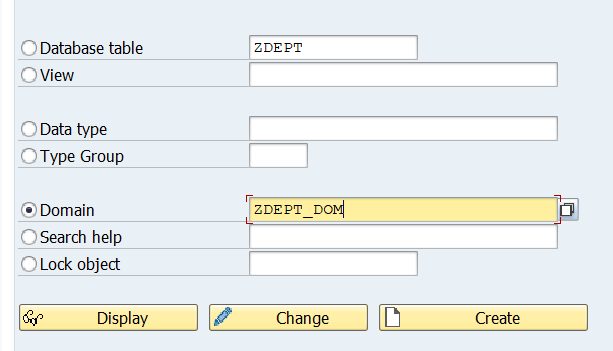 Database table ZDEPT
View
Data type
Type Group
Domain ZDEPT_DOM
Search help
Lock object
Display Change Create